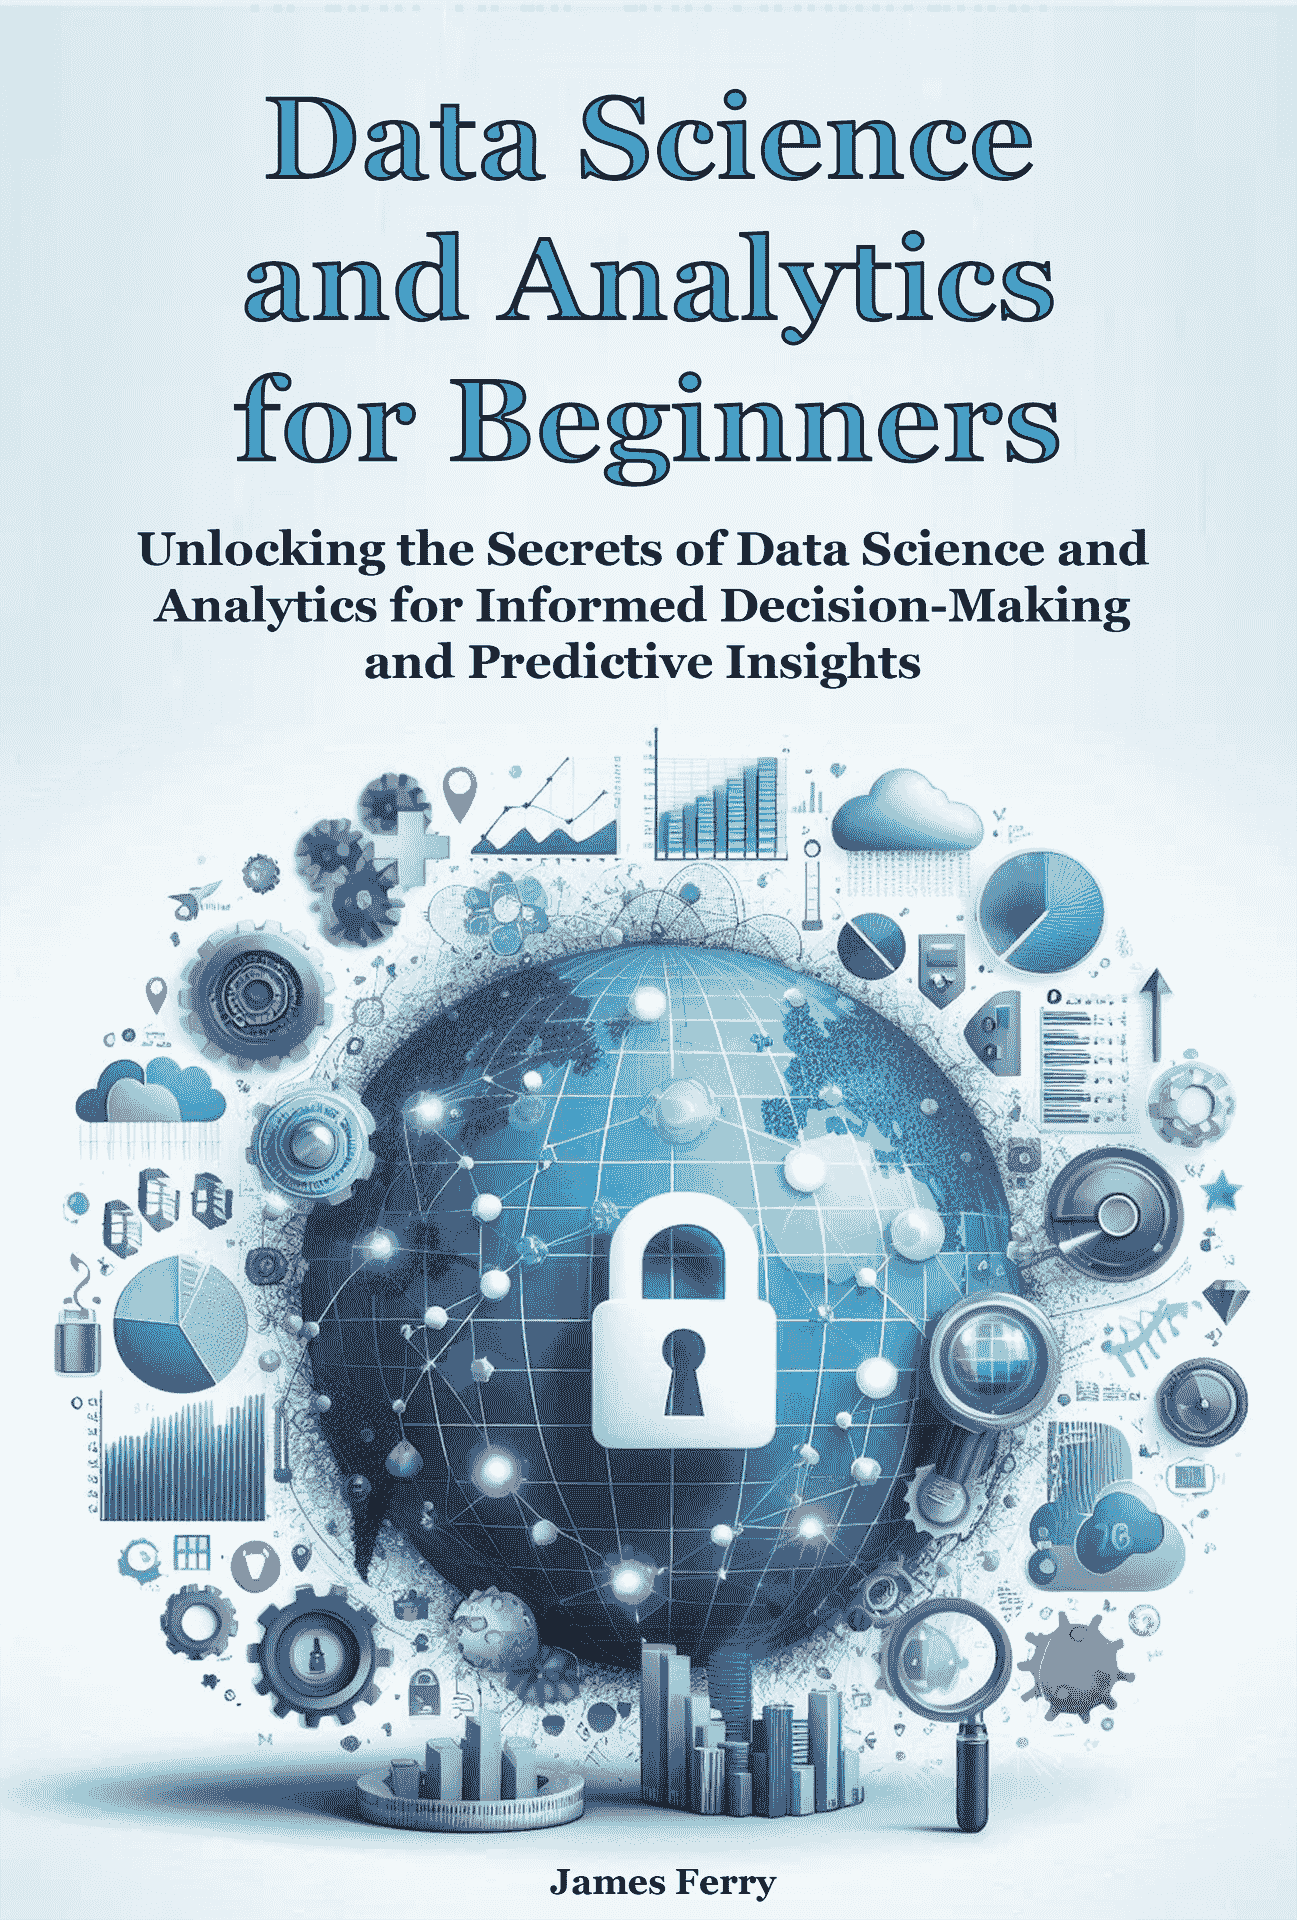 Data Science
and Analytics
for Beginners
Unlocking the Secrets of Data Science and
Analytics for Informed Decision-Making
and Predictive Insights
James Ferry